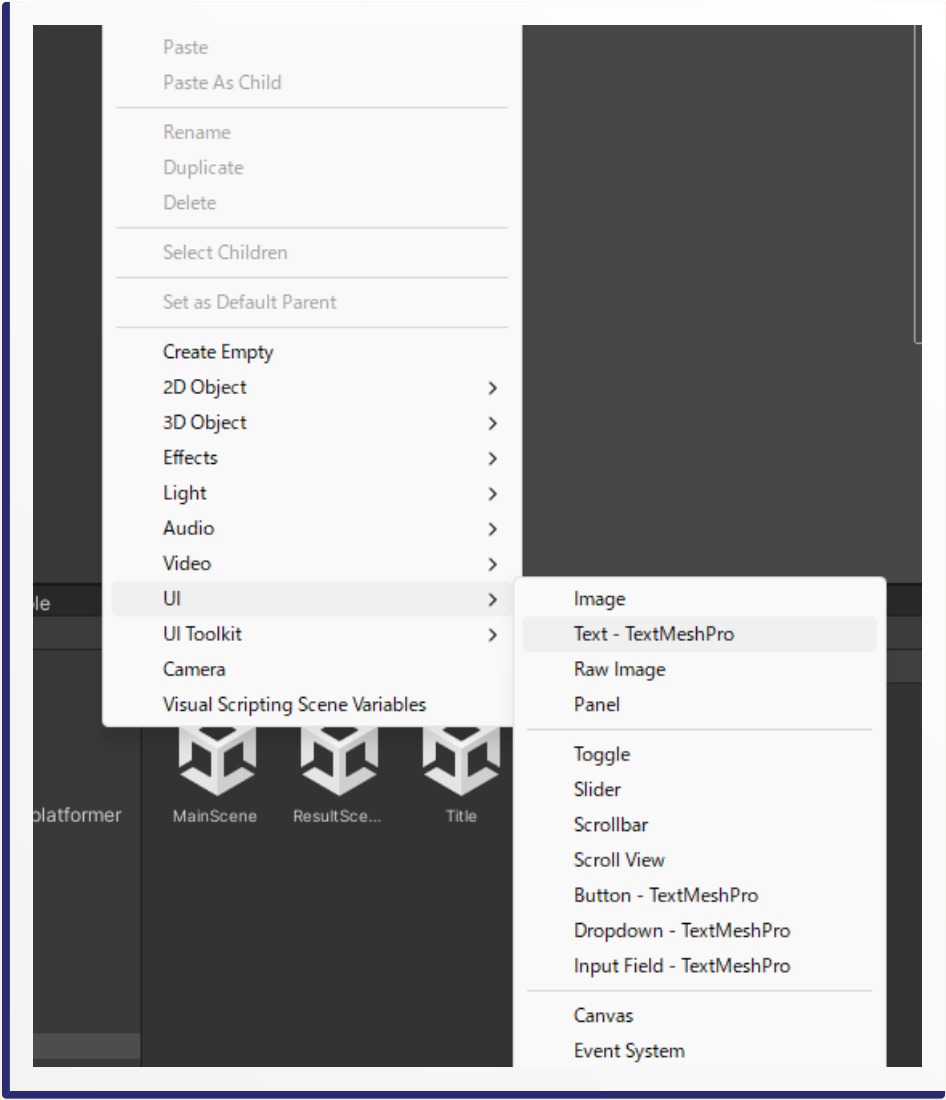 Paste
Paste As Child
Rename
Duplicate
Delete
Select Children
Set as Default Parent
Create Empty
2D Object
3D Object
Effects
Light
Audio
Video
UI
UI Toolkit
Camera
Visual Scripting Scene Variables
Image
Text - TextMeshPro
Raw Image
Panel
Toggle
Slider
Scrollbar
Scroll View
Button - TextMeshPro
Dropdown - TextMeshPro
Input Field - TextMeshPro
Canvas
Event System
MainScene
ResultSce...
Title
platformer